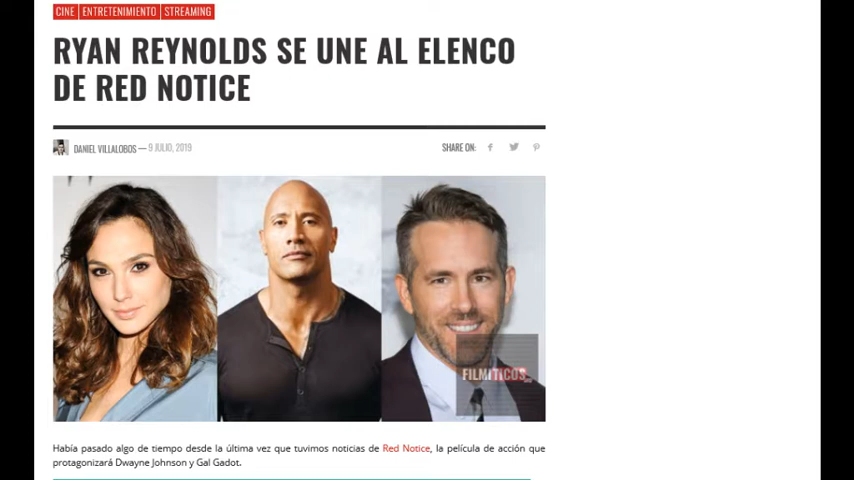 CINE ENTRETENIMIENTO STREAMING
RYAN REYNOLDS SE UNE AL ELENCO
DE RED NOTICE
DANIEL VILLALOBOS — 9 JULIO, 2019 SHARE ON:
FILMITICOS_
Había pasado algo de tiempo desde la última vez que tuvimos noticias de Red Notice, la película de acción que
protagonizará Dwayne Johnson y Gal Gadot.